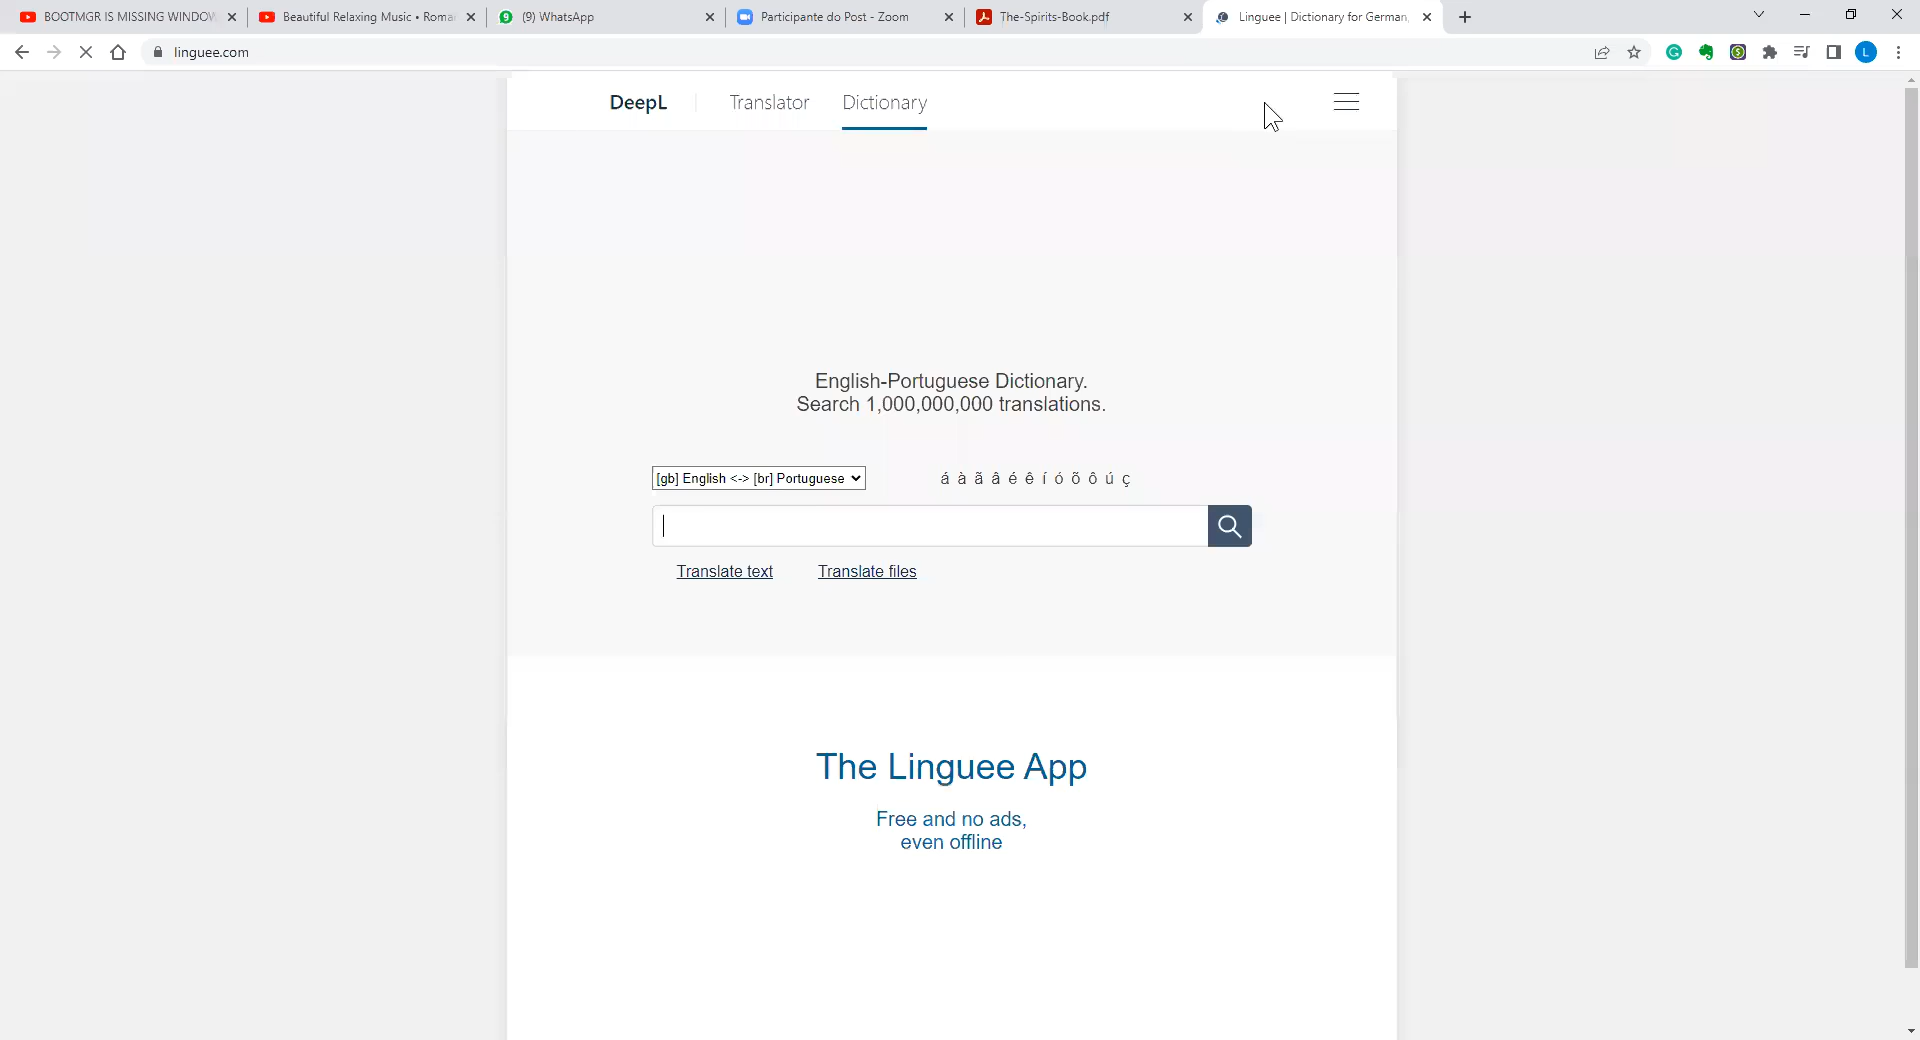 BOOTMGR IS MISSING WINDOW
Beautiful Relaxing Music • Roma
(9) WhatsApp
Participante do Post - Zoom
The-Spirits-Book.pdf
Linguee | Dictionary for German,
linguee.com
L
DeepL
Translator
Dictionary
English-Portuguese Dictionary.
Search 1,000,000,000 translations.
[gb] English <-> [br] Portuguese
á à ã â é ê í ó õ ô ú ç
Translate text
Translate files
The Linguee App
Free and no ads,
even offline